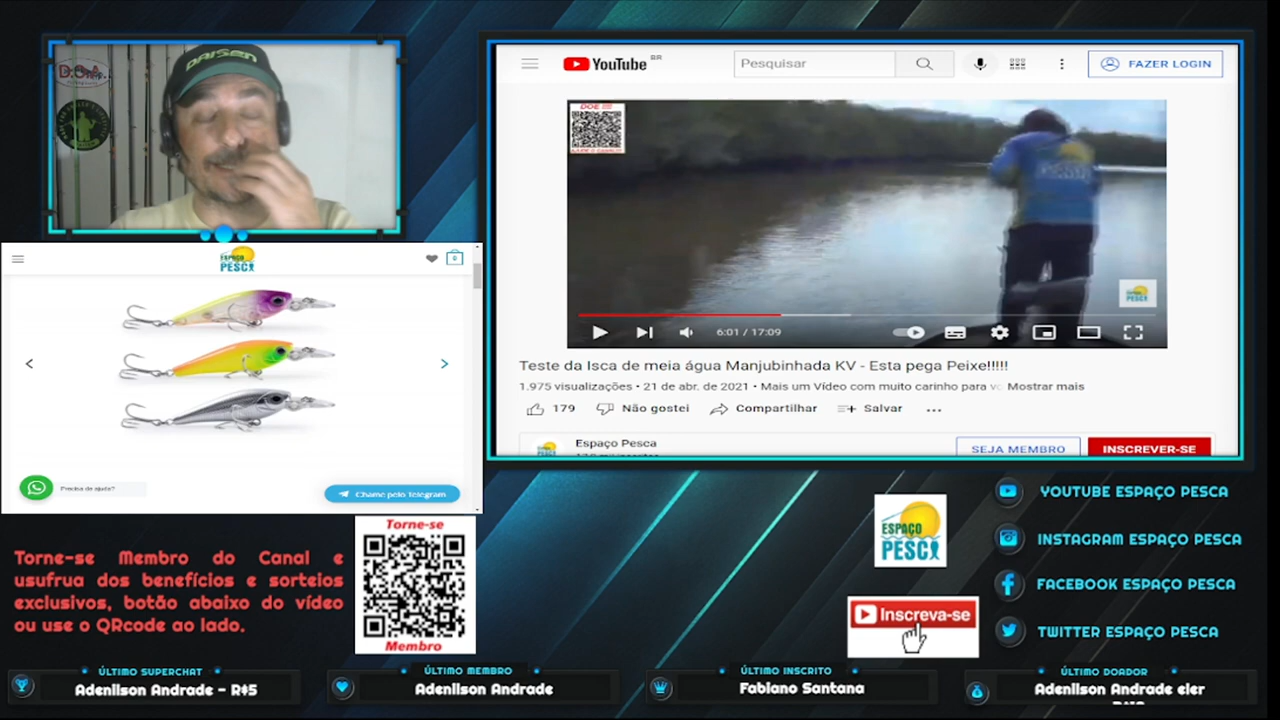 DAISEN
YouTube BR
Pesquisar
FAZER LOGIN
DOE
6:01 / 17:09
Teste da Isca de meia água Manjubinhada KV - Esta pega Peixe!!!!!
1.975 visualizações • 21 de abr. de 2021 • Mais um Vídeo com muito carinho para vc Mostrar mais
179 Não gostei Compartilhar Salvar ...
Espaço Pesca
SEJA MEMBRO
INSCREVER-SE
ESPAÇO
PESCA
0
Precisa de ajuda?
Chame pelo Telegram
Torne-se Membro do Canal e
usufrua dos benefícios e sorteios
exclusivos, botão abaixo do vídeo
ou use o QRcode ao lado.
Torne-se
Membro
ESPAÇO
PESCA
Inscreva-se
YOUTUBE ESPAÇO PESCA
INSTAGRAM ESPAÇO PESCA
FACEBOOK ESPAÇO PESCA
TWITTER ESPAÇO PESCA
ÚLTIMO SUPERCHAT
Adenilson Andrade - R$5
ÚLTIMO MEMBRO
Adenilson Andrade
ÚLTIMO INSCRITO
Fabiano Santana
ÚLTIMO DOADOR
Adenilson Andrade eler